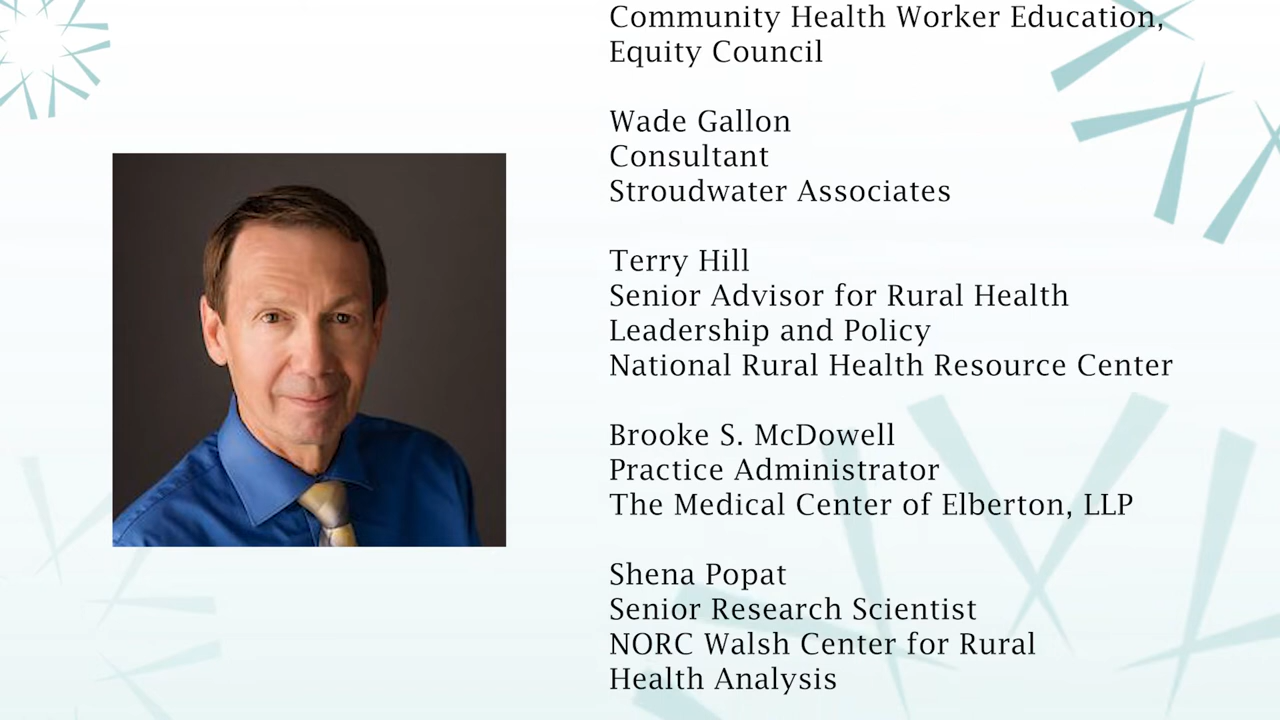 Community Health Worker Education,
Equity Council
Wade Gallon
Consultant
Stroudwater Associates
Terry Hill
Senior Advisor for Rural Health
Leadership and Policy
National Rural Health Resource Center
Brooke S. McDowell
Practice Administrator
The Medical Center of Elberton, LLP
Shena Popat
Senior Research Scientist
NORC Walsh Center for Rural
Health Analysis